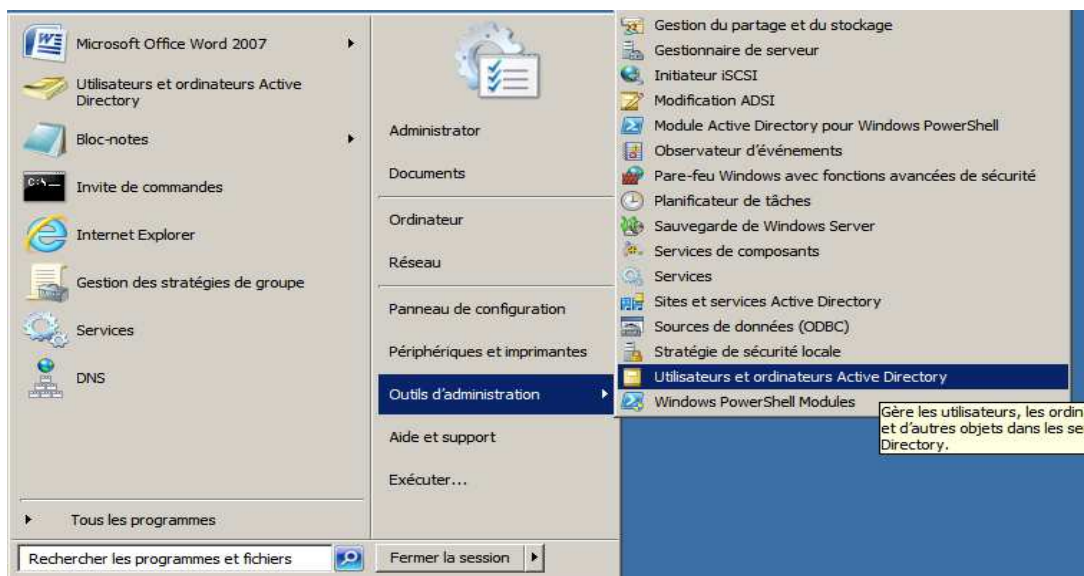 Microsoft Office Word 2007
Utilisateurs et ordinateurs Active
Directory
Bloc-notes
Invite de commandes
Internet Explorer
Gestion des stratégies de groupe
Services
DNS
Tous les programmes
Rechercher les programmes et fichiers
Administrator
Documents
Ordinateur
Réseau
Panneau de configuration
Périphériques et imprimantes
Outils d'administration
Aide et support
Exécuter...
Fermer la session
Gestion du partage et du stockage
Gestionnaire de serveur
Initiateur iSCSI
Modification ADSI
Module Active Directory pour Windows PowerShell
Observateur d'événements
Pare-feu Windows avec fonctions avancées de sécurité
Planificateur de tâches
Sauvegarde de Windows Server
Services de composants
Services
Sites et services Active Directory
Sources de données (ODBC)
Stratégie de sécurité locale
Utilisateurs et ordinateurs Active Directory
Windows PowerShell Modules
Gère les utilisateurs, les ordin
et d'autres objets dans les se
Directory.